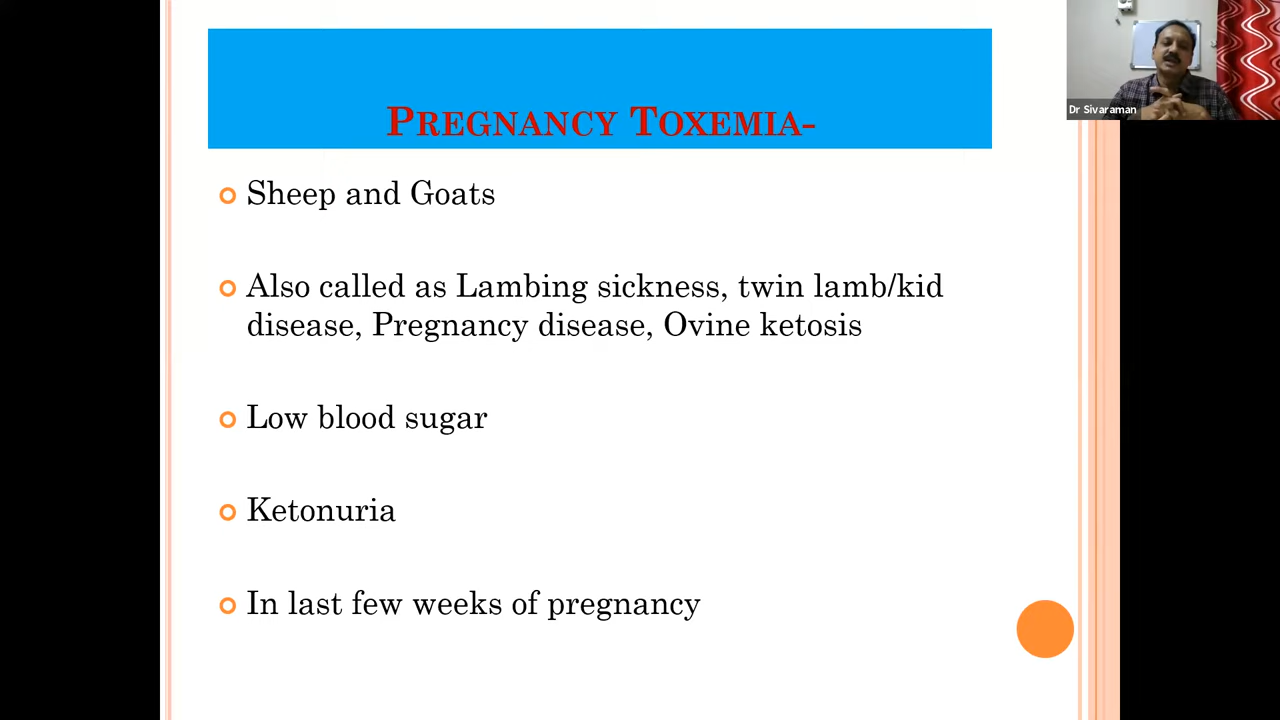 PREGNANCY TOXEMIA-
Dr Sivaraman
Sheep and Goats
Also called as Lambing sickness, twin lamb/kid
disease, Pregnancy disease, Ovine ketosis
Low blood sugar
Ketonuria
In last few weeks of pregnancy